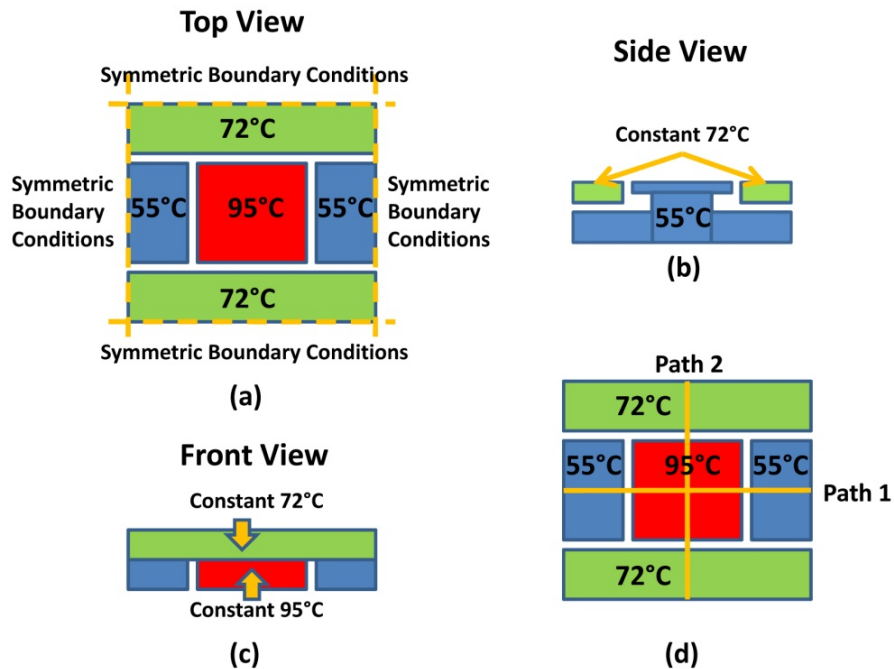 Top View
Symmetric Boundary Conditions
72°C
Symmetric
Boundary
Conditions
55°C
95°C
55°C
Symmetric
Boundary
Conditions
72°C
Symmetric Boundary Conditions
(a)
Side View
Constant 72°C
55°C
(b)
Front View
Constant 72°C
Constant 95°C
(c)
Path 2
72°C
55°C
95°C
55°C
Path 1
72°C
(d)